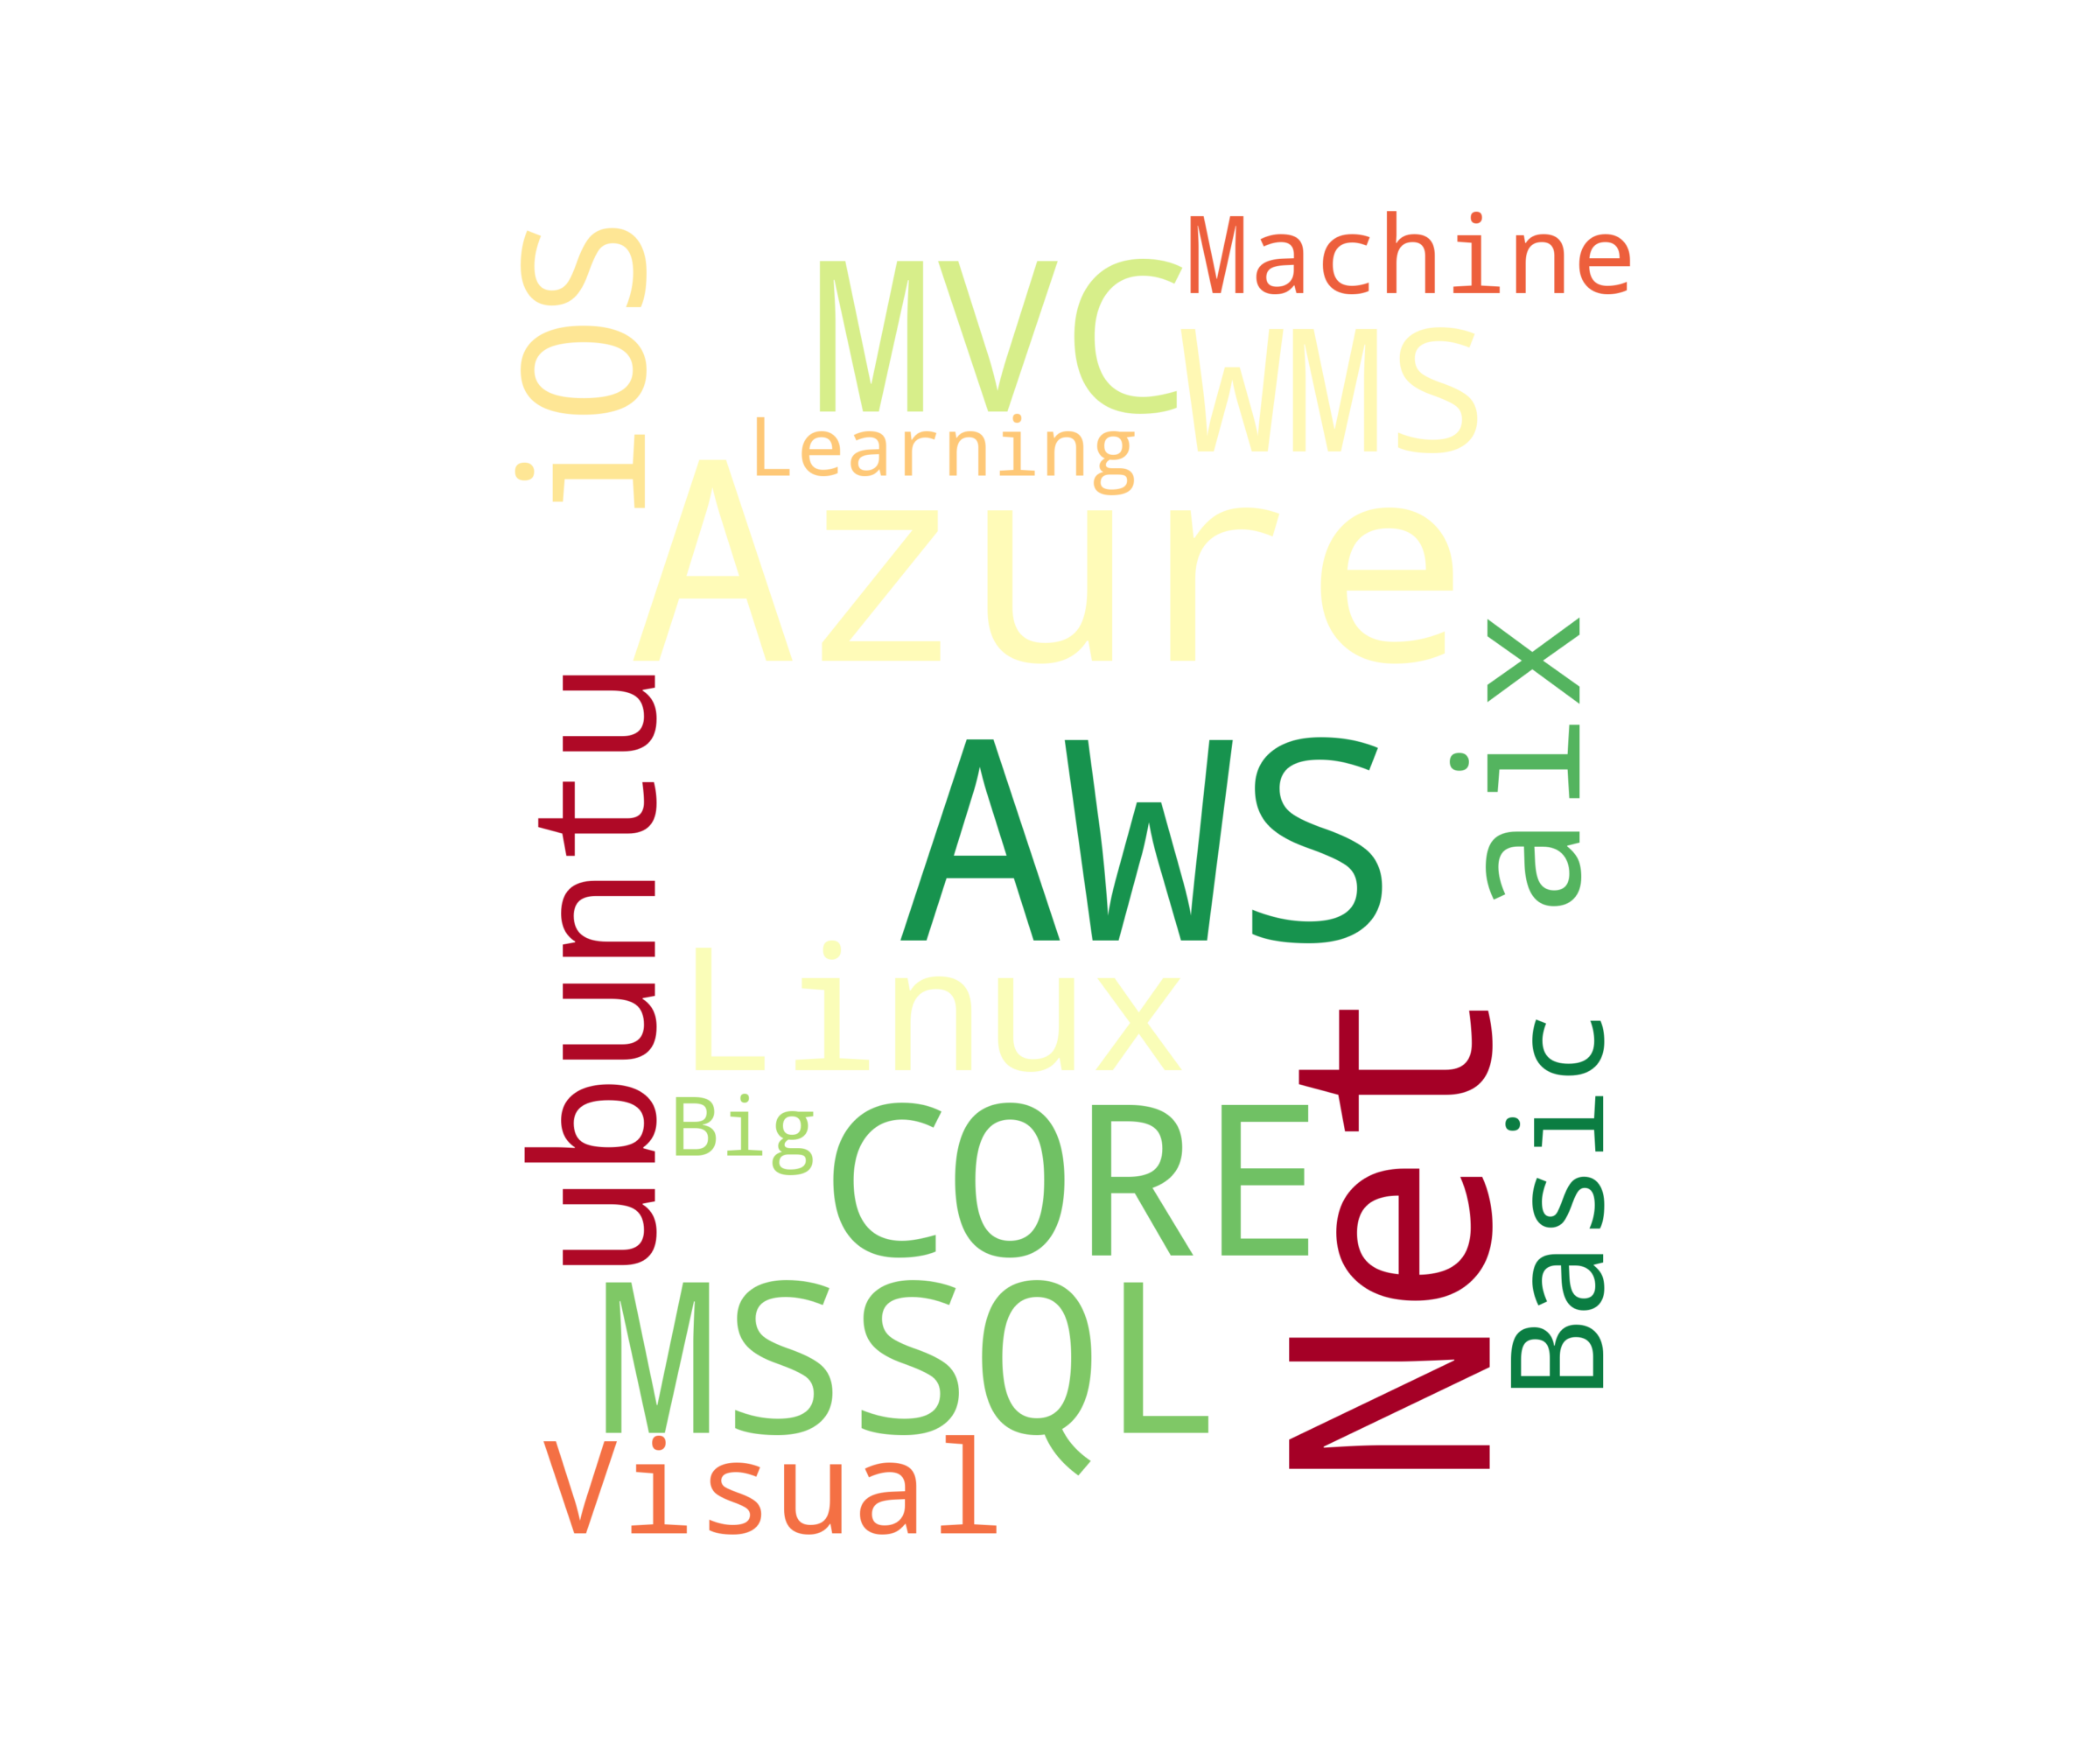 Machine
MVC
WMS
ios
Learning
Azure
aix
ubuntu
AWS
Linux
Net
Basic
Big
CORE
MSSQL
Visual